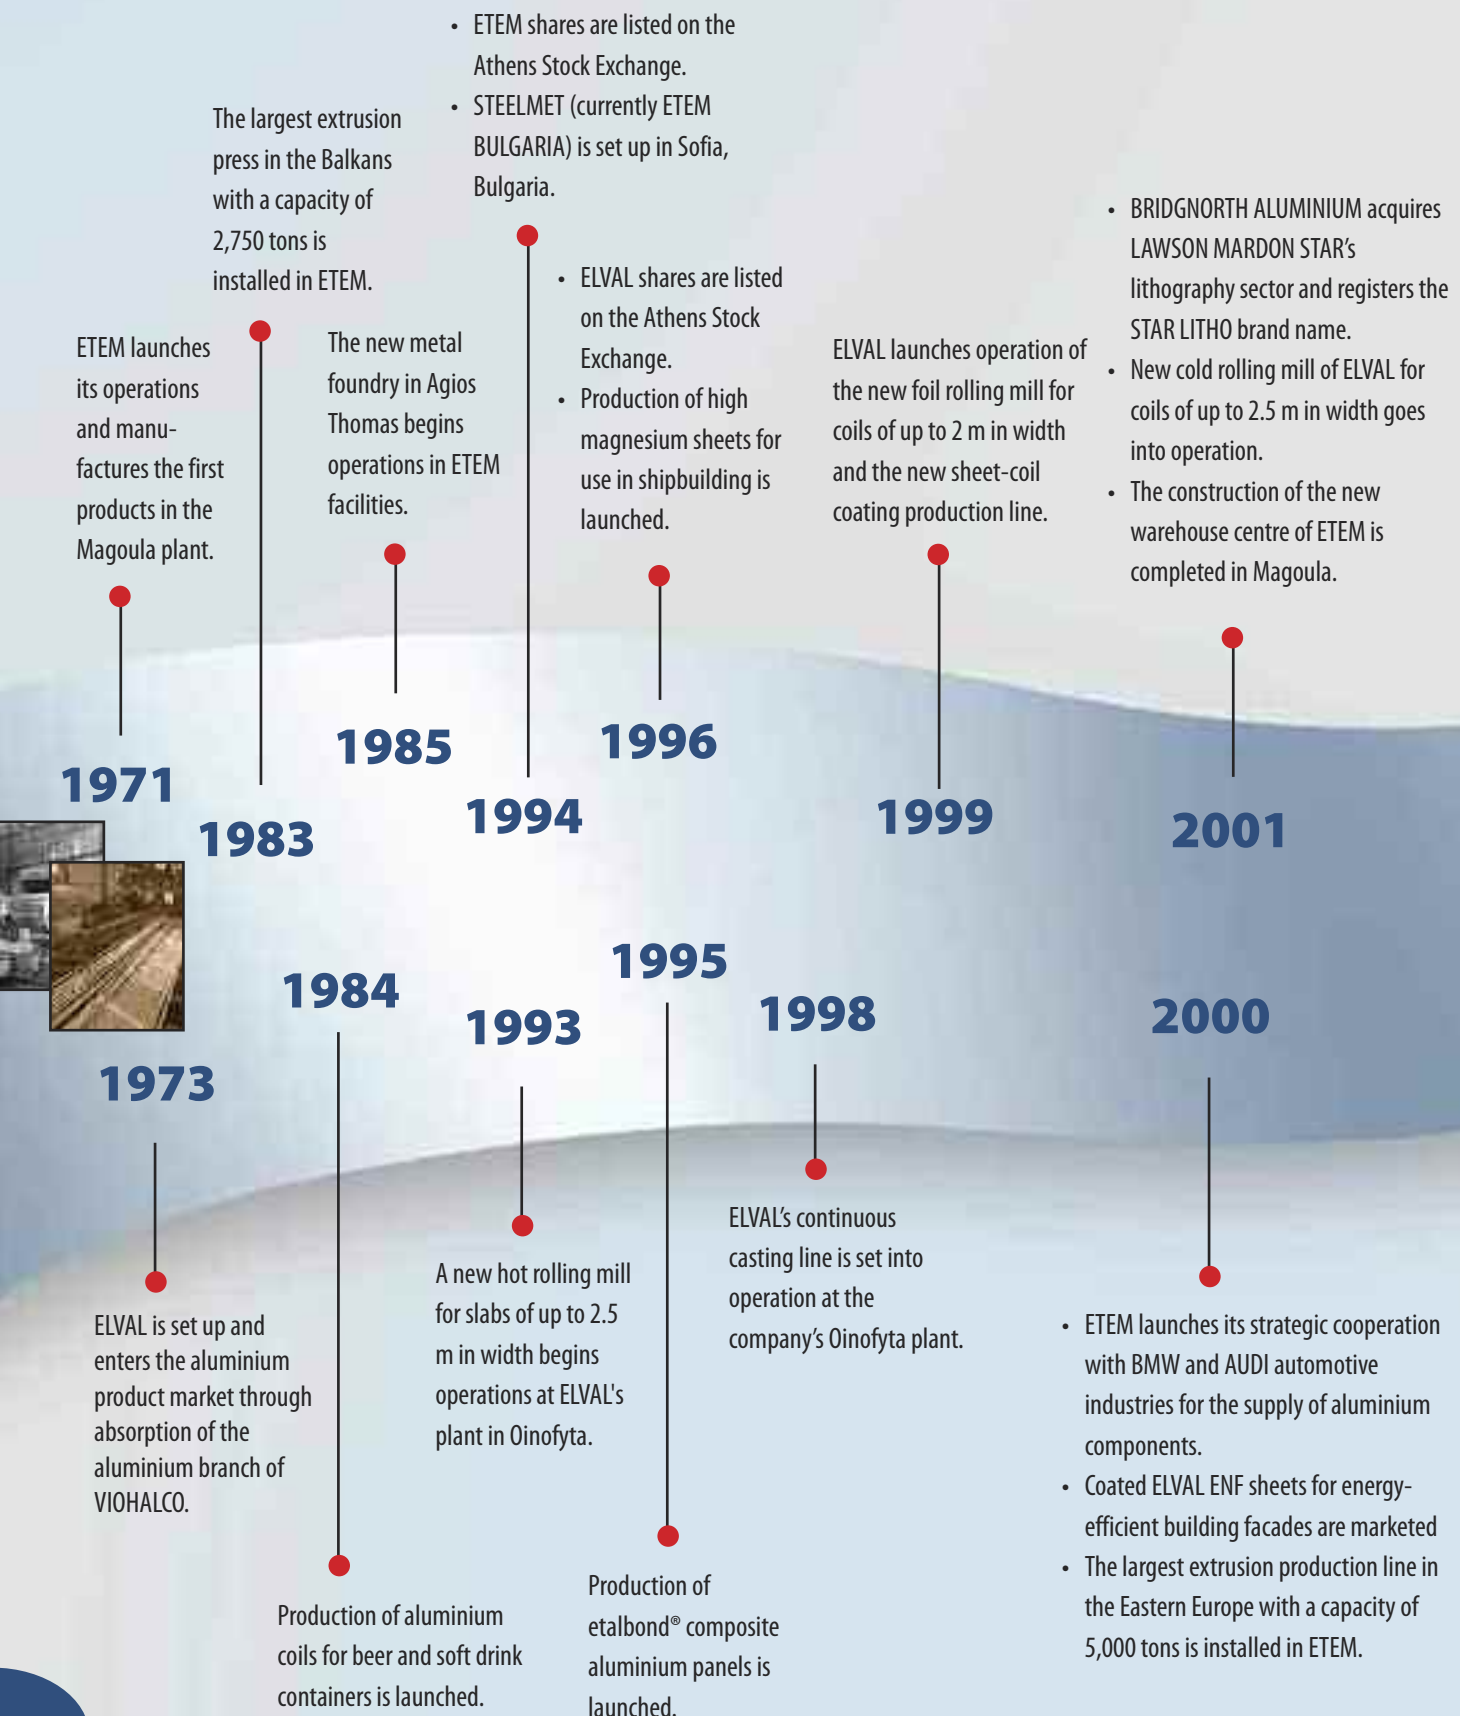 • ETEM shares are listed on the
Athens Stock Exchange.
• STEELMET (currently ETEM
BULGARIA) is set up in Sofia,
Bulgaria.
The largest extrusion
press in the Balkans
with a capacity of
2,750 tons is
installed in ETEM.
• BRIDGNORTH ALUMINIUM acquires
LAWSON MARDON STAR’s
lithography sector and registers the
STAR LITHO brand name.
• New cold rolling mill of ELVAL for
coils of up to 2.5 m in width goes
into operation.
• The construction of the new
warehouse centre of ETEM is
completed in Magoula.
• ELVAL shares are listed
on the Athens Stock
Exchange.
• Production of high
magnesium sheets for
use in shipbuilding is
launched.
ETEM launches
its operations
and manu-
factures the first
products in the
Magoula plant.
The new metal
foundry in Agios
Thomas begins
operations in ETEM
facilities.
ELVAL launches operation of
the new foil rolling mill for
coils of up to 2 m in width
and the new sheet-coil
coating production line.
1971
1983
1985
1994
1996
1999
2001
1973
1984
1993
1995
1998
2000
ELVAL is set up and
enters the aluminium
product market through
absorption of the
aluminium branch of
VIOHALCO.
Production of aluminium
coils for beer and soft drink
containers is launched.
A new hot rolling mill
for slabs of up to 2.5
m in width begins
operations at ELVAL's
plant in Oinofyta.
Production of
etalbond® composite
aluminium panels is
launched.
ELVAL’s continuous
casting line is set into
operation at the
company’s Oinofyta plant.
• ETEM launches its strategic cooperation
with BMW and AUDI automotive
industries for the supply of aluminium
components.
• Coated ELVAL ENF sheets for energy-
efficient building facades are marketed
• The largest extrusion production line in
the Eastern Europe with a capacity of
5,000 tons is installed in ETEM.